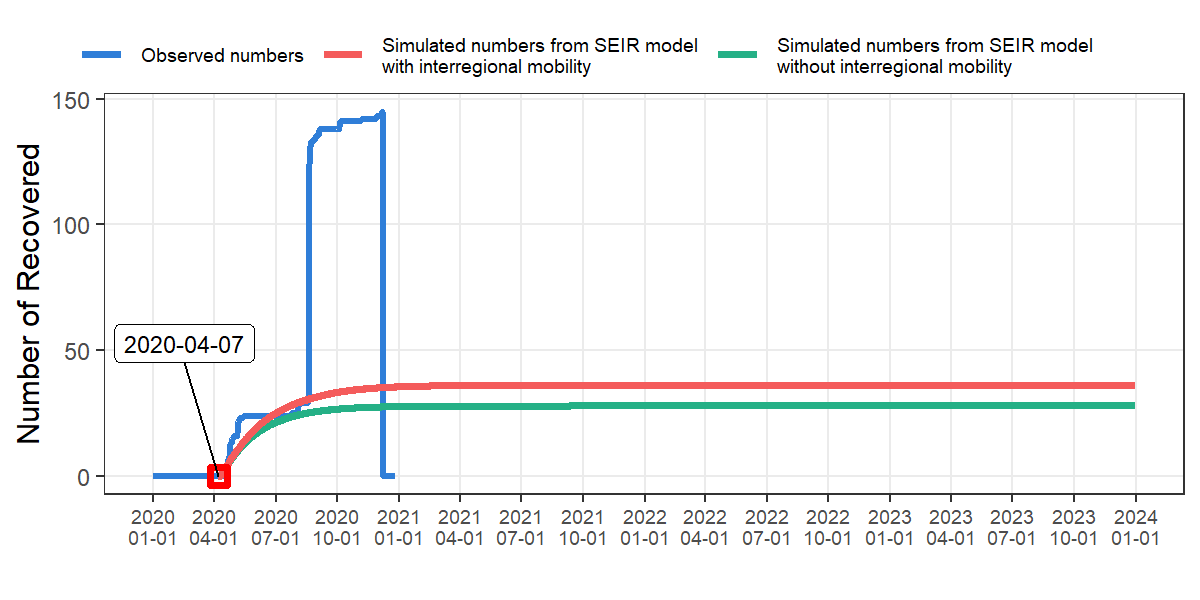 Observed numbers
Simulated numbers from SEIR model
with interregional mobility
Simulated numbers from SEIR model
without interregional mobility
Number of Recovered
150
100
50
0
2020-04-07
2020 2020 2020 2020 2021 2021 2021 2021 2022 2022 2022 2022 2023 2023 2023 2023 2024
01-01 04-01 07-01 10-01 01-01 04-01 07-01 10-01 01-01 04-01 07-01 10-01 01-01 04-01 07-01 10-01 01-01